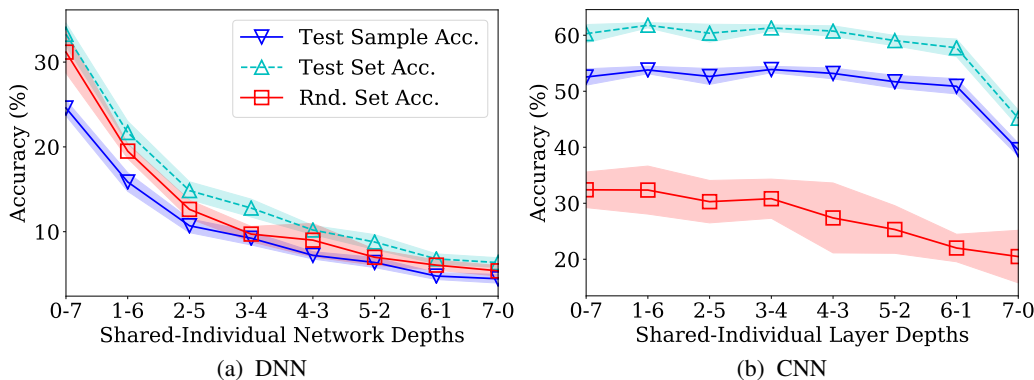 Accuracy (%)
30
20
10
Test Sample Acc.
Test Set Acc.
Rnd. Set Acc.
0-7 1-6 2-5 3-4 4-3 5-2 6-1 7-0
Shared-Individual Network Depths
(a) DNN
Accuracy (%)
60
50
40
30
20
0-7 1-6 2-5 3-4 4-3 5-2 6-1 7-0
Shared-Individual Layer Depths
(b) CNN